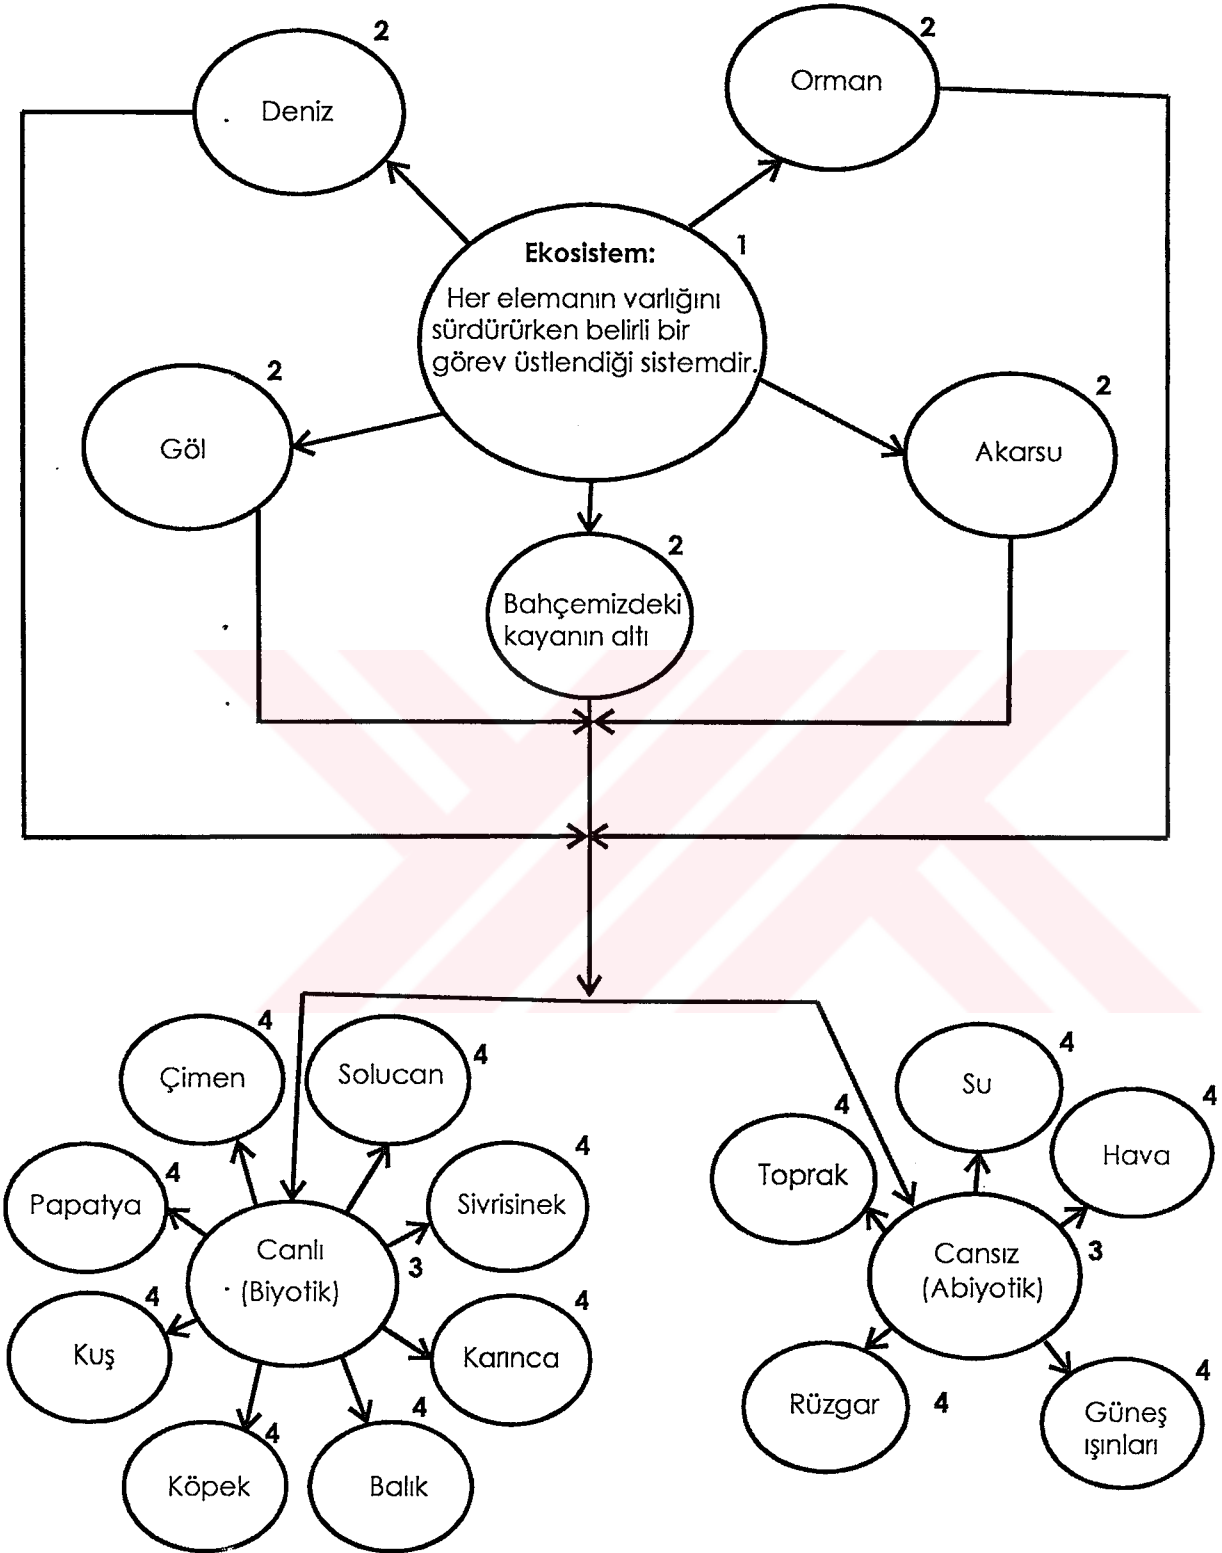 2
Deniz
2
Orman
1
Ekosistem:
Her elemanın varlığını
sürdürürken belirli bir
görev üstlendiği sistemdir.
2
Göl
2
Akarsu
2
Bahçemizdeki
kayanın altı
4
Çimen
4
Solucan
4
Papatya
4
Sivrisinek
Canlı
(Biyotik)
3
4
Kuş
4
Karınca
4
Köpek
4
Balık
4
Su
4
Toprak
4
Hava
Cansız
(Abiyotik)
3
Rüzgar
4
4
Güneş
ışınları